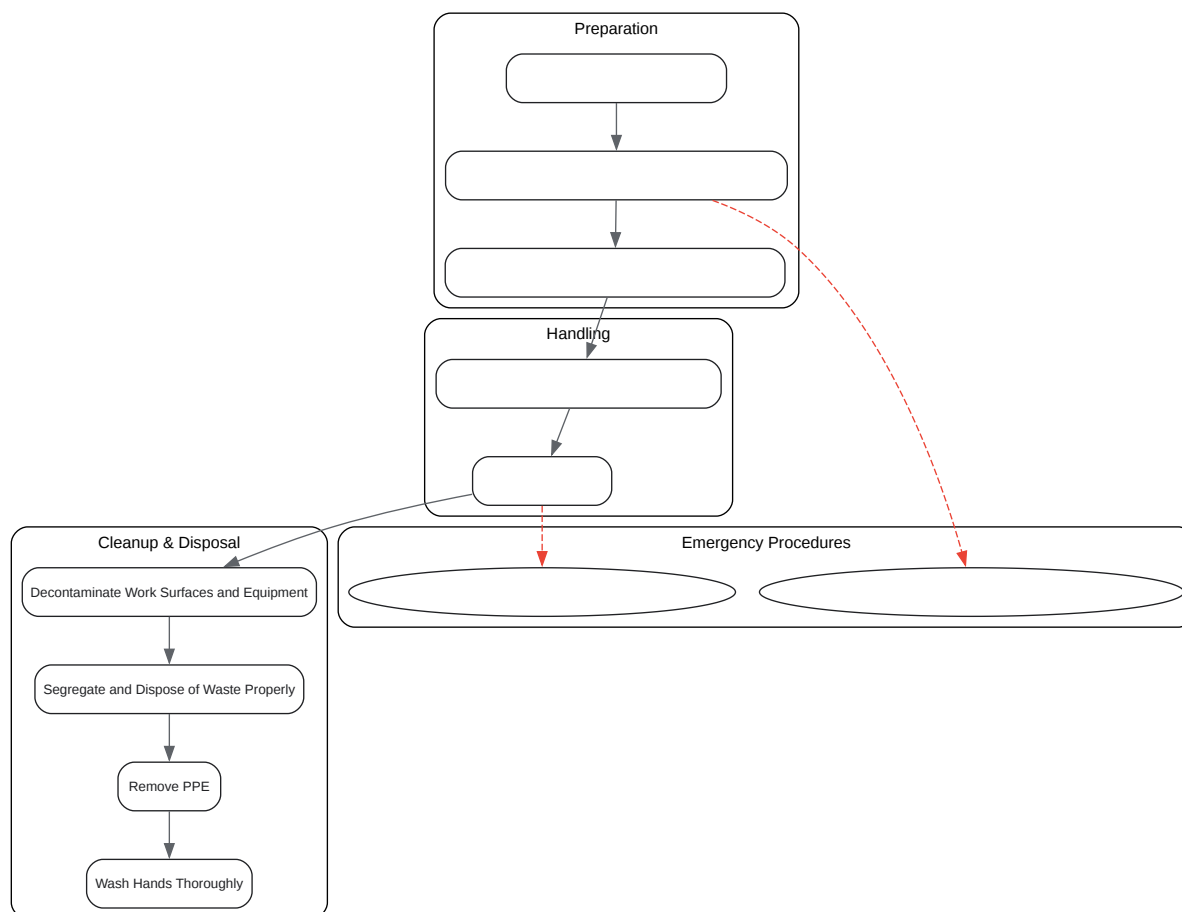 Preparation
Handling
Cleanup & Disposal
Emergency Procedures
Decontaminate Work Surfaces and Equipment
Segregate and Dispose of Waste Properly
Remove PPE
Wash Hands Thoroughly